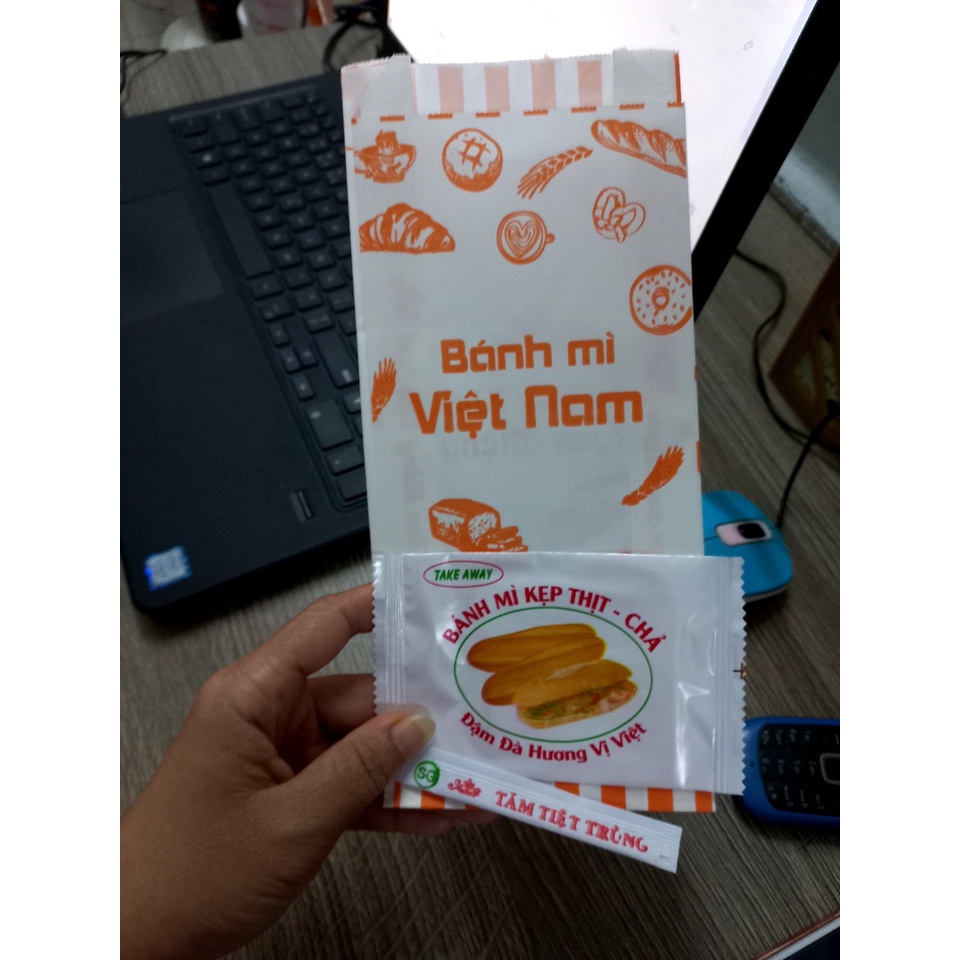 Bánh mì
Việt Nam
TAKE AWAY
BÁNH MÌ KẸP THỊT - CHẢ
Đậm Đà Hương Vị Việt
SG
TĂM TIỆT TRÙNG